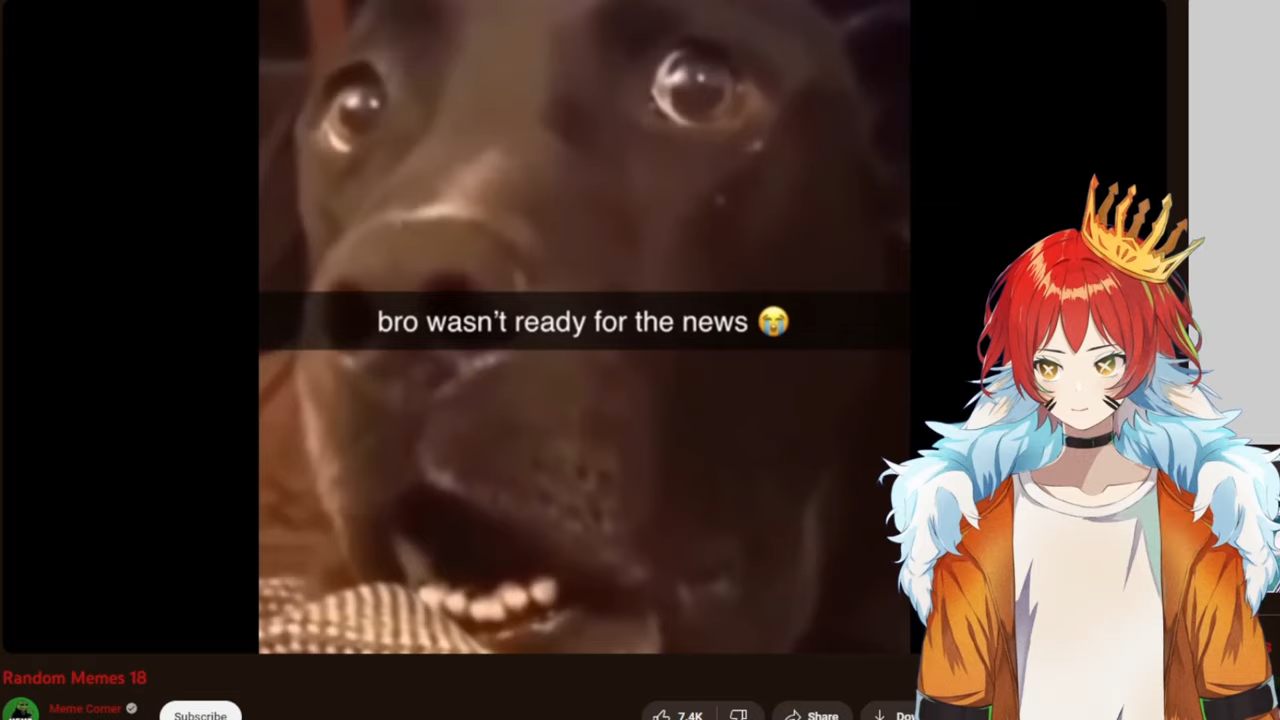 bro wasn't ready for the news 😭
Random Memes 18
Meme Corner
Subscribe
7.4K
Share